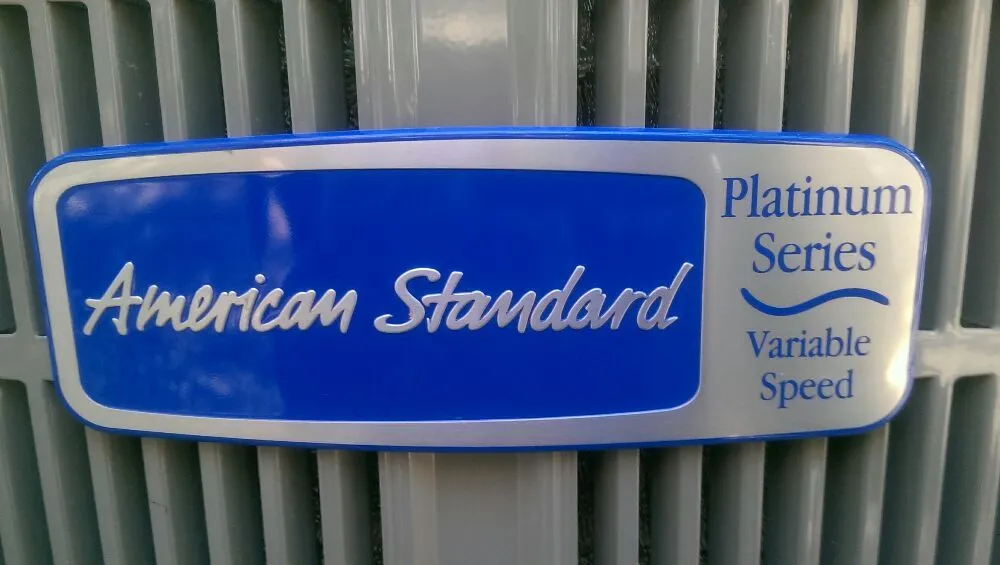 American Standard
Platinum
Series
Variable
Speed